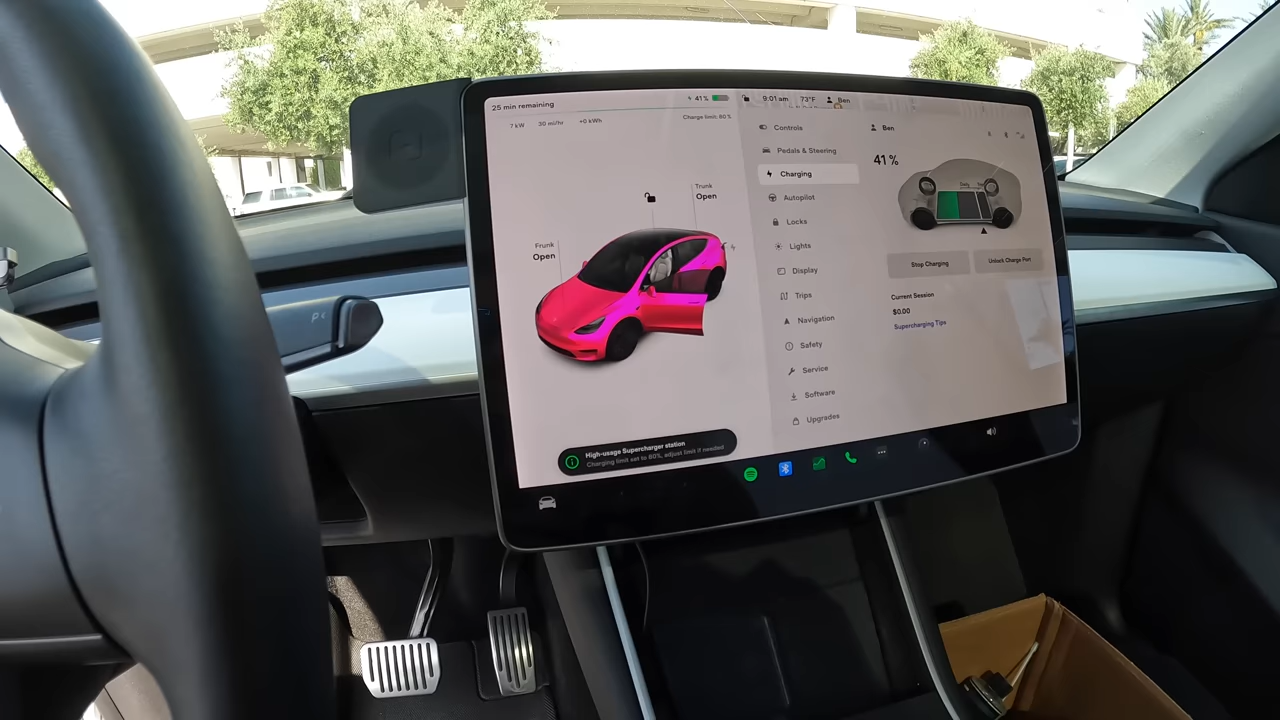 25 min remaining
41%
7 kW 30 mi/hr +0 kWh
Charge limit: 80%
Trunk
Open
Frunk
Open
High-usage Supercharger station
Charging limit set to 80%, adjust limit if needed
9:01 am 73°F Ben
Controls
Pedals & Steering
Charging
Autopilot
Locks
Lights
Display
Trips
Navigation
Safety
Service
Software
Upgrades
Ben
41%
Daily
Stop Charging
Unlock Charge Port
Current Session
$0.00
Supercharging Tips